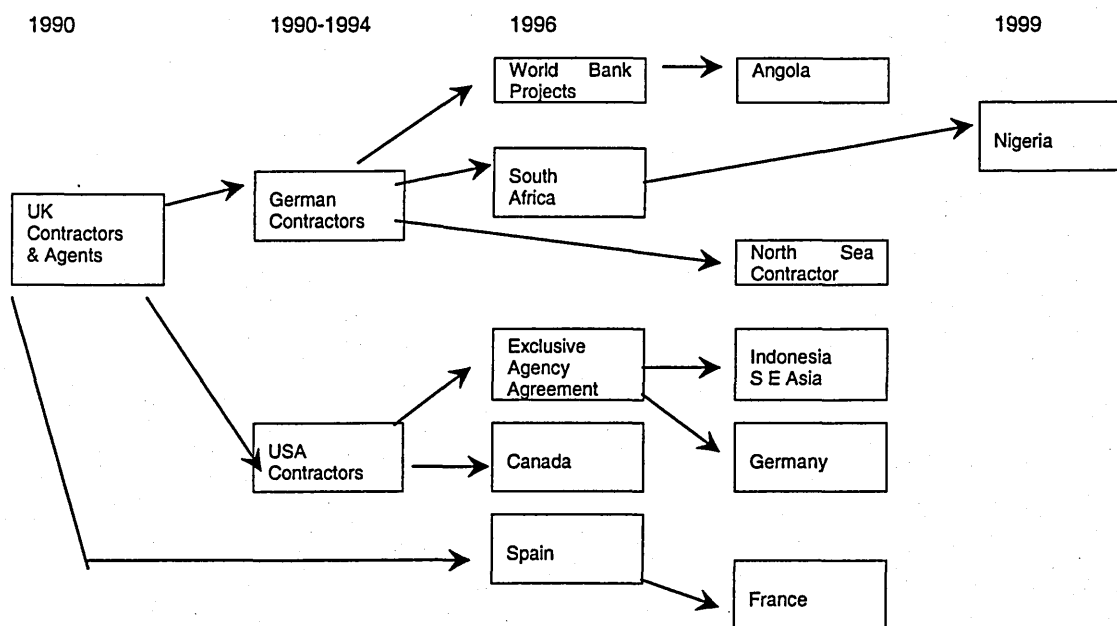 1990
1990-1994
1996
1999
World Bank
Projects
Angola
Nigeria
South
Africa
German
Contractors
UK
Contractors
& Agents
North Sea
Contractor
Exclusive
Agency
Agreement
Indonesia
S E Asia
USA
Contractors
Canada
Germany
Spain
France